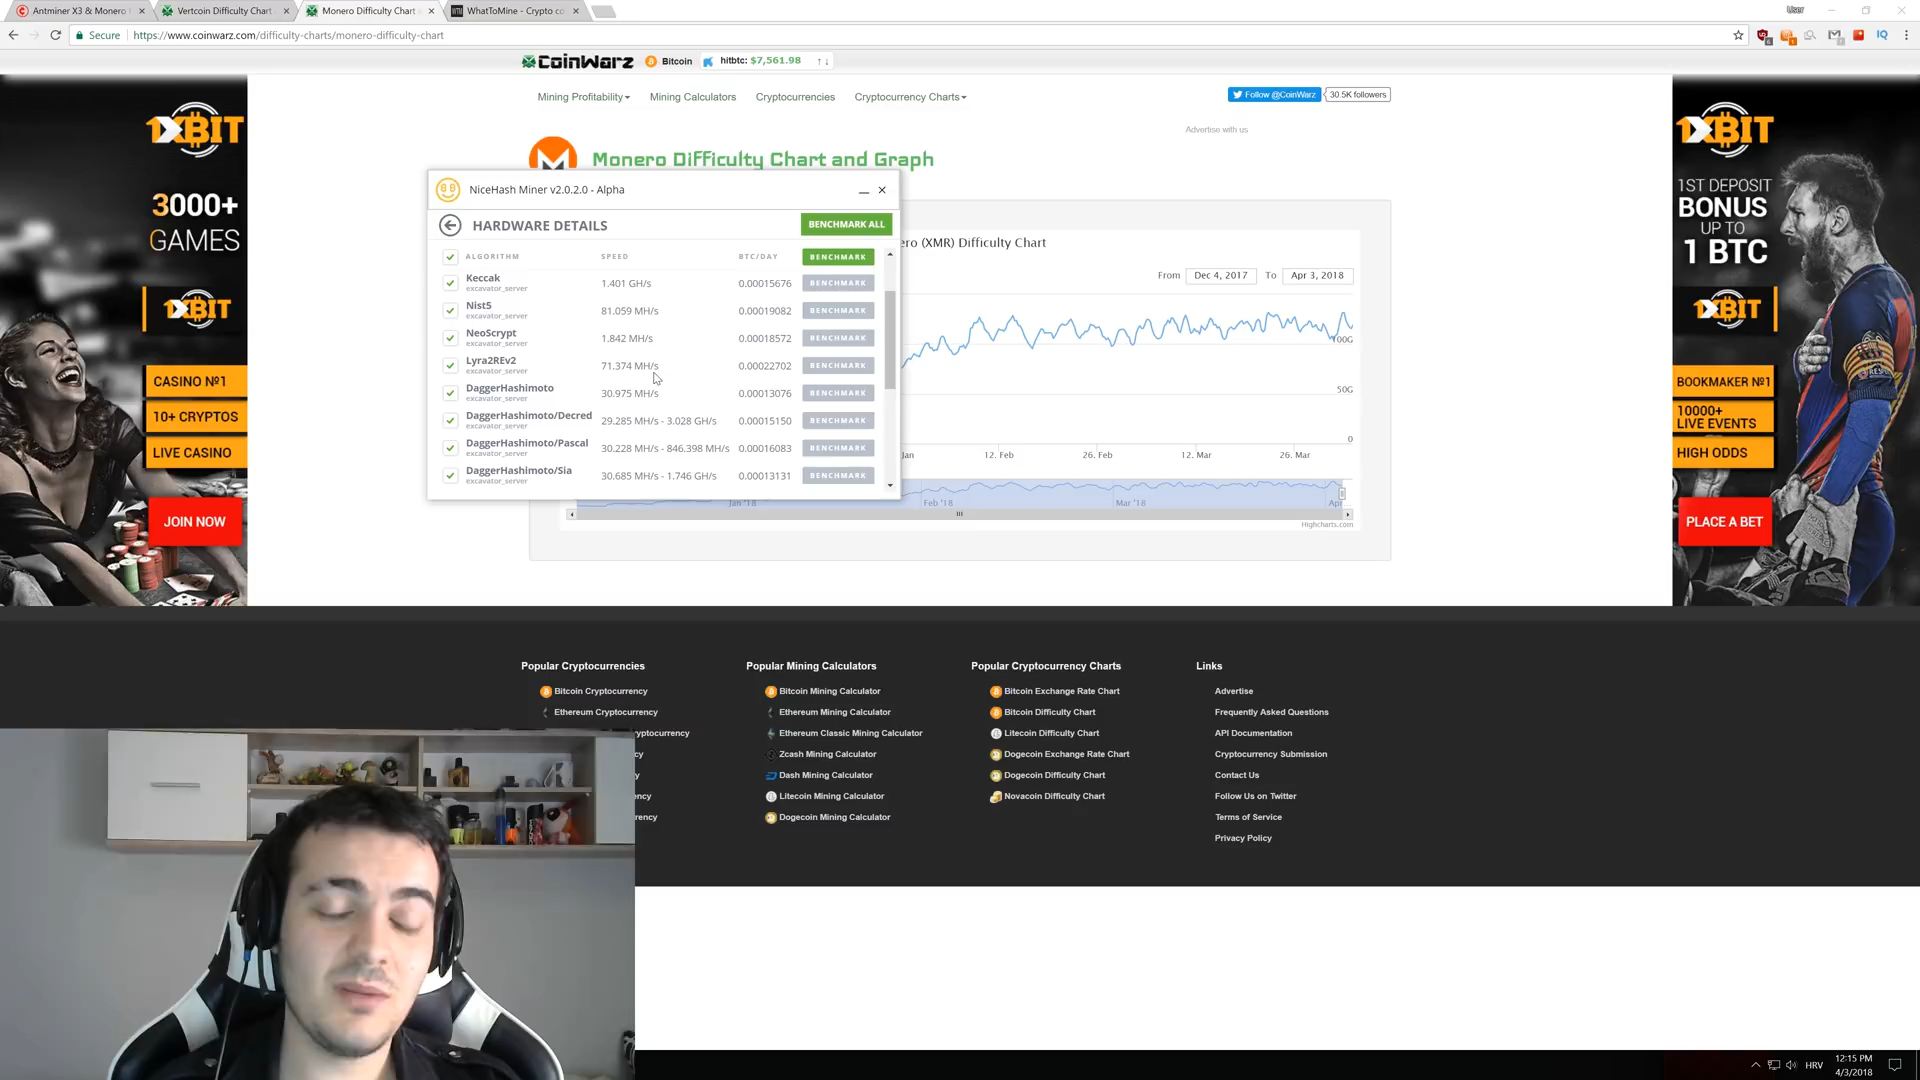 Antminer X3 & Monero
Vertcoin Difficulty Chart
Monero Difficulty Chart
WhatToMine - Crypto co
User
Secure
https://www.coinwarz.com/difficulty-charts/monero-difficulty-chart
CoinWarz
Bitcoin
hitbtc: $7,561.98
Mining Profitability
Mining Calculators
Cryptocurrencies
Cryptocurrency Charts
Follow @CoinWarz
30.5K followers
Advertise with us
Monero Difficulty Chart and Graph
NiceHash Miner v2.0.2.0 - Alpha
HARDWARE DETAILS
BENCHMARK ALL
ALGORITHM SPEED BTC/DAY BENCHMARK
Keccak 1.401 GH/s 0.00015676 BENCHMARK
excavator_server
Nist5 81.059 MH/s 0.00019082 BENCHMARK
excavator_server
NeoScrypt 1.842 MH/s 0.00018572 BENCHMARK
excavator_server
Lyra2REv2 71.374 MH/s 0.00022702 BENCHMARK
excavator_server
DaggerHashimoto 30.975 MH/s 0.00013076 BENCHMARK
excavator_server
DaggerHashimoto/Decred 29.285 MH/s - 3.028 GH/s 0.00015150 BENCHMARK
excavator_server
DaggerHashimoto/Pascal 30.228 MH/s - 846.398 MH/s 0.00016083 BENCHMARK
excavator_server
DaggerHashimoto/Sia 30.685 MH/s - 1.746 GH/s 0.00013131 BENCHMARK
excavator_server
ero (XMR) Difficulty Chart
From Dec 4, 2017 To Apr 3, 2018
100G
50G
0
Jan 12. Feb 26. Feb 12. Mar 26. Mar
Jan '18 Feb '18 Mar '18 Apr
Highcharts.com
1XBIT
3000+
GAMES
1XBIT
CASINO №1
10+ CRYPTOS
LIVE CASINO
JOIN NOW
1XBIT
1ST DEPOSIT
BONUS
UP TO
1 BTC
1XBIT
BOOKMAKER №1
10000+
LIVE EVENTS
HIGH ODDS
PLACE A BET
Popular Cryptocurrencies
Bitcoin Cryptocurrency
Ethereum Cryptocurrency
yptocurrency
cy
y
ency
rency
Popular Mining Calculators
Bitcoin Mining Calculator
Ethereum Mining Calculator
Ethereum Classic Mining Calculator
Zcash Mining Calculator
Dash Mining Calculator
Litecoin Mining Calculator
Dogecoin Mining Calculator
Popular Cryptocurrency Charts
Bitcoin Exchange Rate Chart
Bitcoin Difficulty Chart
Litecoin Difficulty Chart
Dogecoin Exchange Rate Chart
Dogecoin Difficulty Chart
Novacoin Difficulty Chart
Links
Advertise
Frequently Asked Questions
API Documentation
Cryptocurrency Submission
Contact Us
Follow Us on Twitter
Terms of Service
Privacy Policy
HRV
12:15 PM
4/3/2018